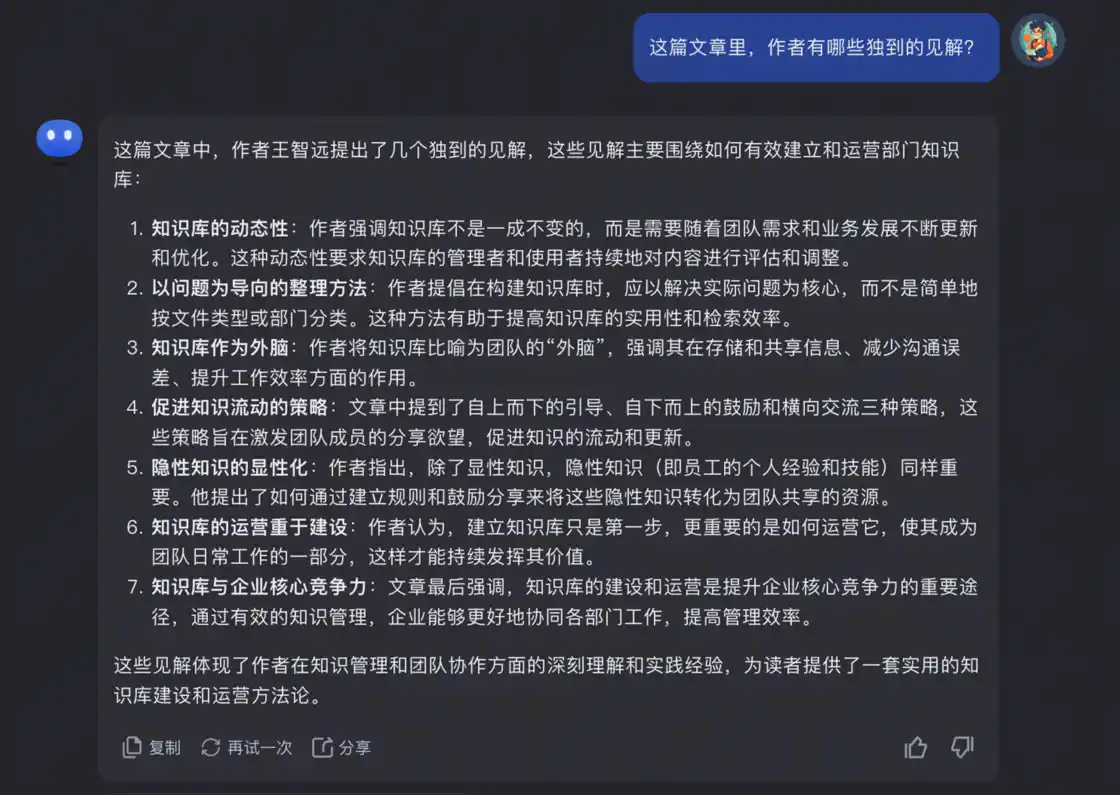 这篇文章里，作者有哪些独到的见解？
这篇文章中，作者王智远提出了几个独到的见解，这些见解主要围绕如何有效建立和运营部门知识
库：
1. 知识库的动态性：作者强调知识库不是一成不变的，而是需要随着团队需求和业务发展不断更新
和优化。这种动态性要求知识库的管理者和使用者持续地对内容进行评估和调整。
2. 以问题为导向的整理方法：作者提倡在构建知识库时，应以解决实际问题为核心，而不是简单地
按文件类型或部门分类。这种方法有助于提高知识库的实用性和检索效率。
3. 知识库作为外脑：作者将知识库比喻为团队的“外脑”，强调其在存储和共享信息、减少沟通误
差、提升工作效率方面的作用。
4. 促进知识流动的策略：文章中提到了自上而下的引导、自下而上的鼓励和横向交流三种策略，这
些策略旨在激发团队成员的分享欲望，促进知识的流动和更新。
5. 隐性知识的显性化：作者指出，除了显性知识，隐性知识（即员工的个人经验和技能）同样重
要。他提出了如何通过建立规则和鼓励分享来将这些隐性知识转化为团队共享的资源。
6. 知识库的运营重于建设：作者认为，建立知识库只是第一步，更重要的是如何运营它，使其成为
团队日常工作的一部分，这样才能持续发挥其价值。
7. 知识库与企业核心竞争力：文章最后强调，知识库的建设和运营是提升企业核心竞争力的重要途
径，通过有效的知识管理，企业能够更好地协同各部门工作，提高管理效率。
这些见解体现了作者在知识管理和团队协作方面的深刻理解和实践经验，为读者提供了一套实用的知
识库建设和运营方法论。
复制 再试一次 分享